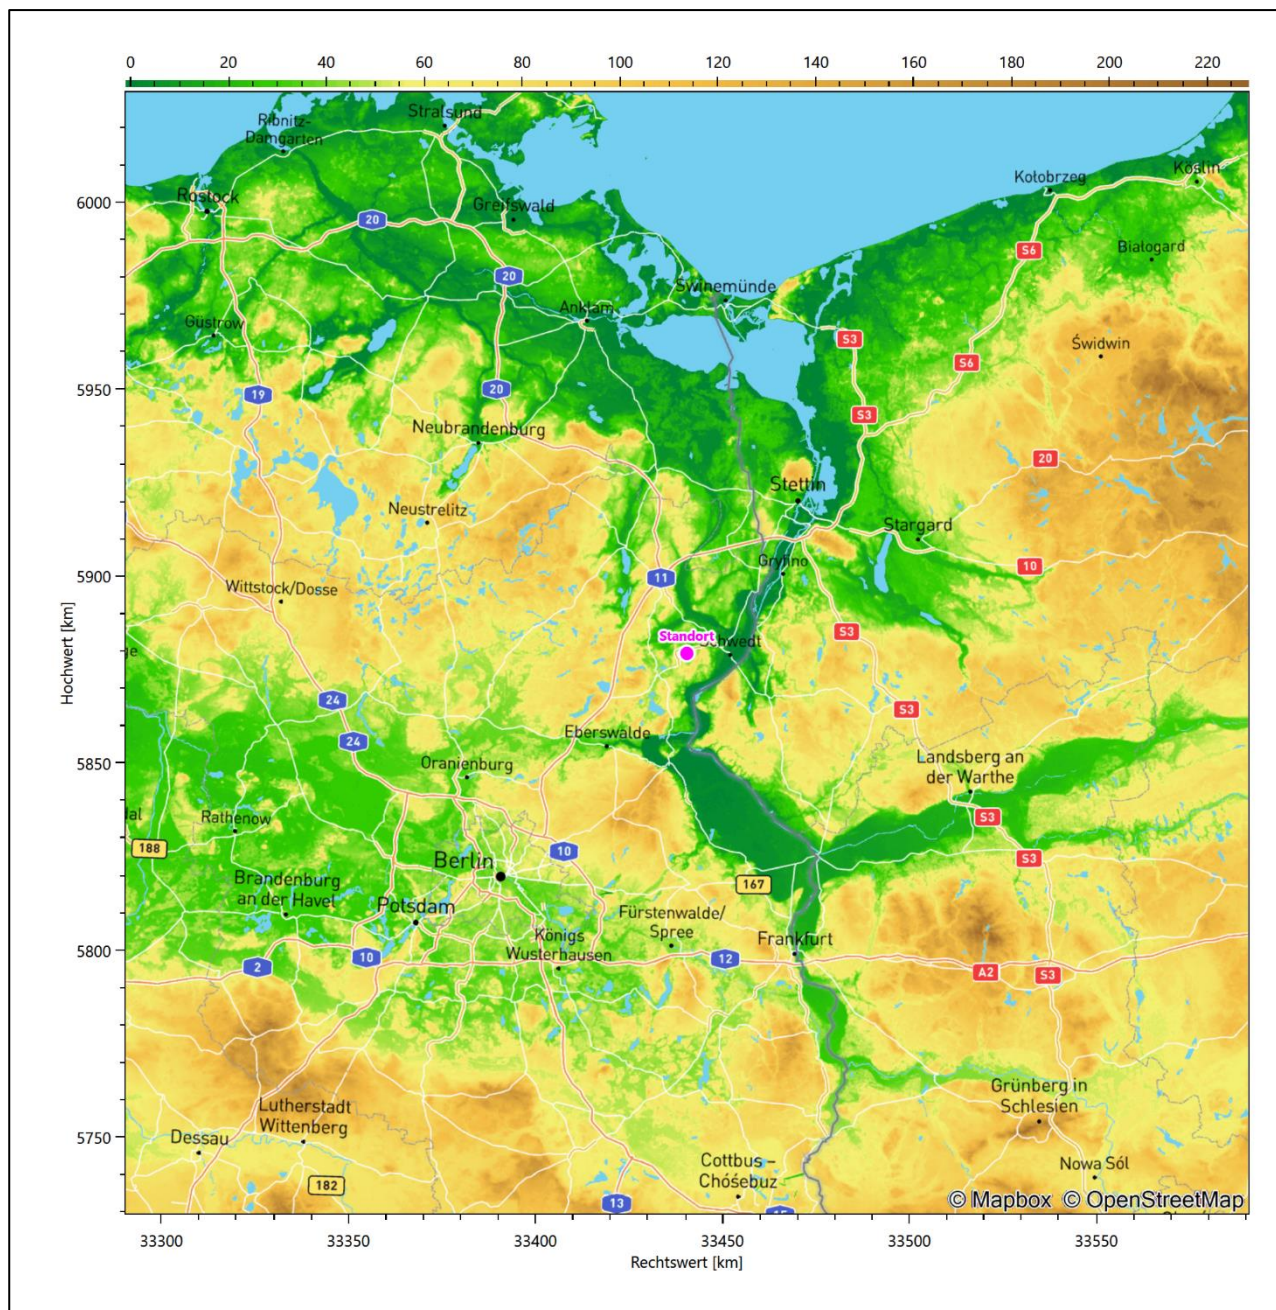 0 20 40 60 80 100 120 140 160 180 200 220
Stralsund
Ribnitz-
Damgarten
Kołobrzeg
Köslin
Rostock
6000
Greifswald
20
S6
Białogard
20
Swinemünde
Anklam
Güstrow
S3
Świdwin
S6
5950
20
19
S3
Neubrandenburg
20
Stettin
Neustrelitz
Stargard
Gryfino
10
5900
11
Wittstock/Dosse
Standort
Schwedt
S3
ge
24
S3
Eberswalde
24
5850
Oranienburg
Landsberg an
der Warthe
dal
Rathenow
S3
188
10
Berlin
S3
Brandenburg
an der Havel
167
Potsdam
Fürstenwalde/
Spree
Königs
Wusterhausen
Frankfurt
5800
2
10
12
A2
S3
Grünberg in
Schlesien
Lutherstadt
Wittenberg
5750
Dessau
Cottbus –
Chóśebuz
Nowa Sól
182
13
15
© Mapbox © OpenStreetMap
Hochwert [km]
33300 33350 33400 33450 33500 33550
Rechtswert [km]